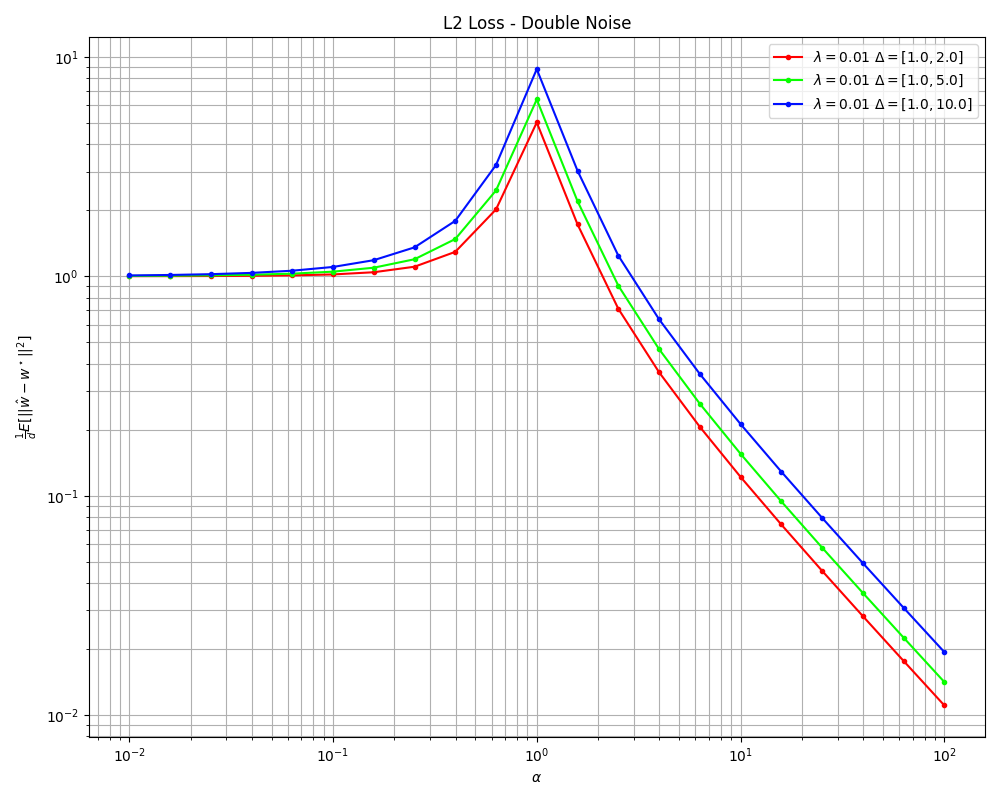 L2 Loss - Double Noise
λ = 0.01 Δ = [1.0, 2.0]
λ = 0.01 Δ = [1.0, 5.0]
λ = 0.01 Δ = [1.0, 10.0]
10¹
10⁰
10⁻¹
10⁻²
1/d E[||ŵ − w⋆||²]
10⁻² 10⁻¹ 10⁰ 10¹ 10²
α